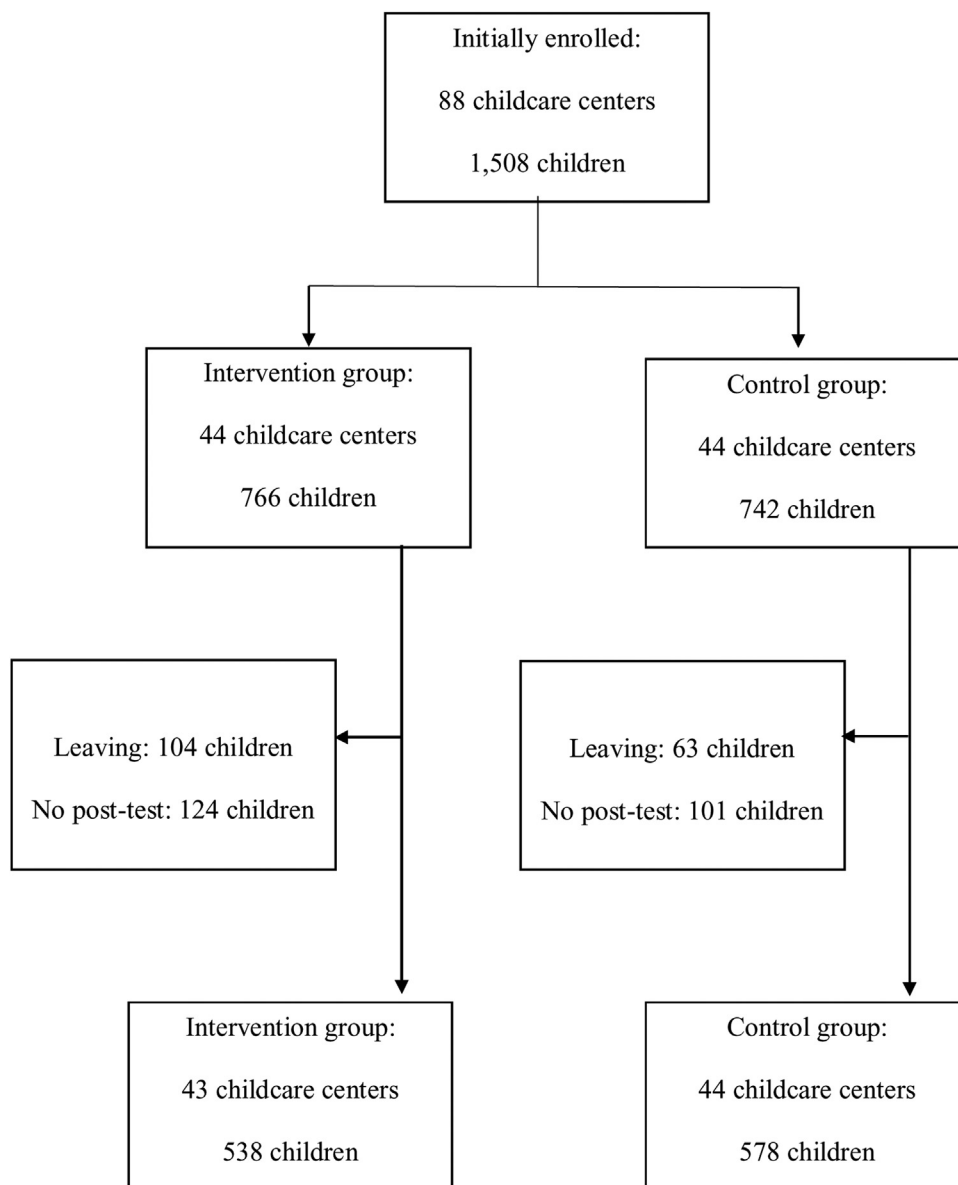 Initially enrolled:
88 childcare centers
1,508 children
Intervention group:
44 childcare centers
766 children
Control group:
44 childcare centers
742 children
Leaving: 104 children
No post-test: 124 children
Leaving: 63 children
No post-test: 101 children
Intervention group:
43 childcare centers
538 children
Control group:
44 childcare centers
578 children